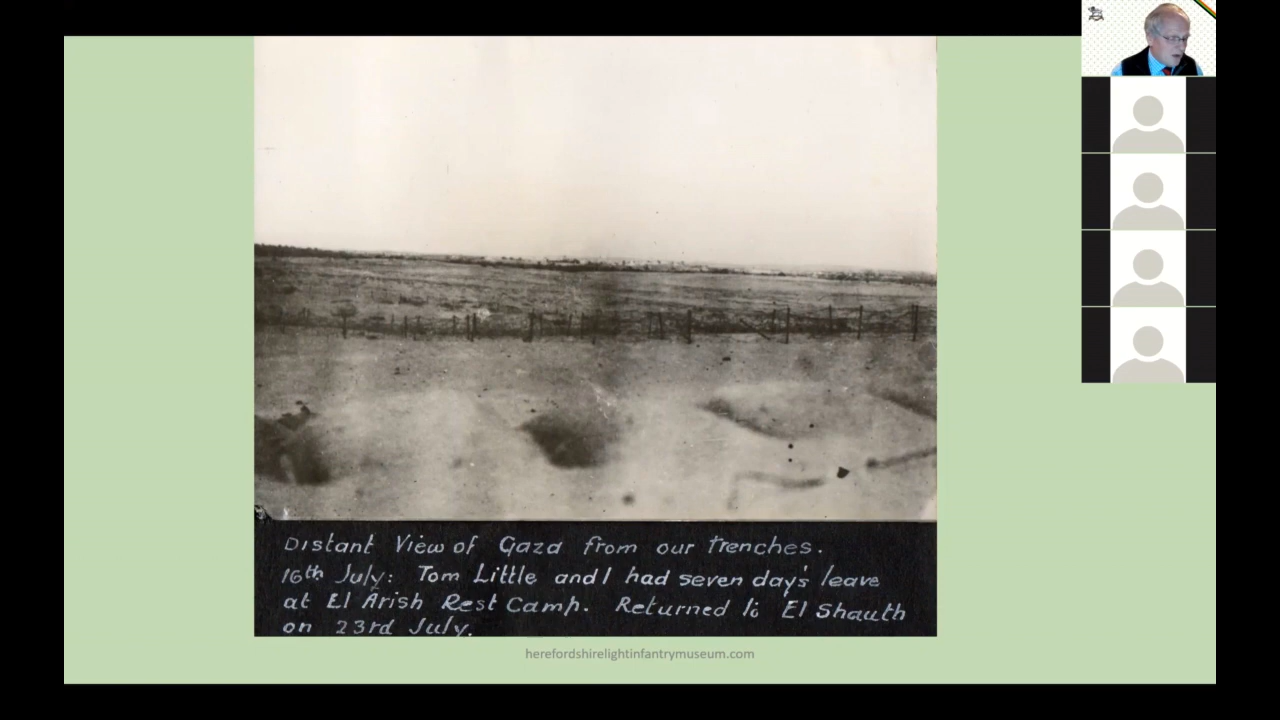 Distant View of Gaza from our trenches.
16th July: Tom Little and I had seven day's leave
at El Arish Rest Camp. Returned to El Shauth
on 23rd July.
herefordshirelightinfantrymuseum.com